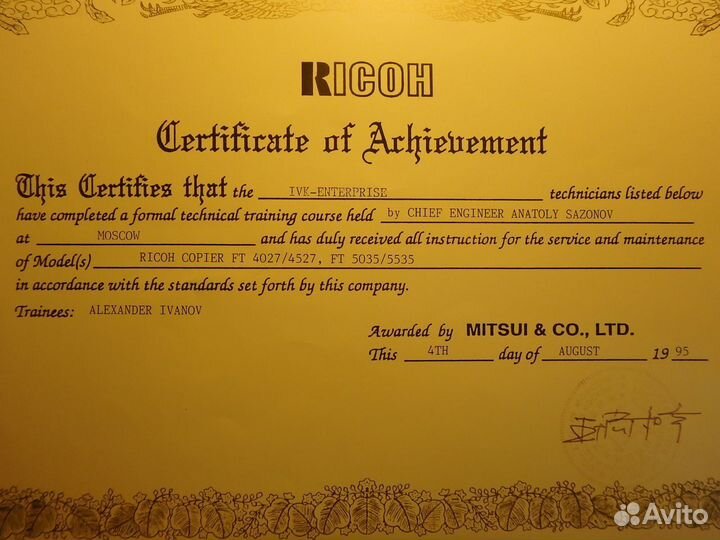 RICOH
Certificate of Achievement
This Certifies that the IVK-ENTERPRISE technicians listed below
have completed a formal technical training course held by CHIEF ENGINEER ANATOLY SAZONOV
at MOSCOW and has duly received all instruction for the service and maintenance
of Model(s) RICOH COPIER FT 4027/4527, FT 5035/5535
in accordance with the standards set forth by this company.
Trainees: ALEXANDER IVANOV
Awarded by MITSUI & CO., LTD.
This 4TH day of AUGUST 19 95
Avito